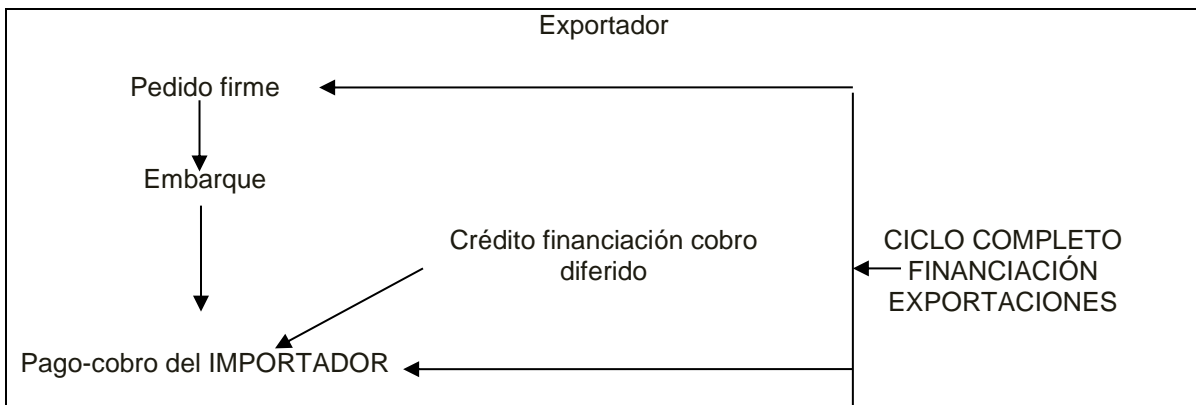 Exportador
Pedido firme
Embarque
Crédito financiación cobro
diferido
CICLO COMPLETO
FINANCIACIÓN
EXPORTACIONES
Pago-cobro del IMPORTADOR